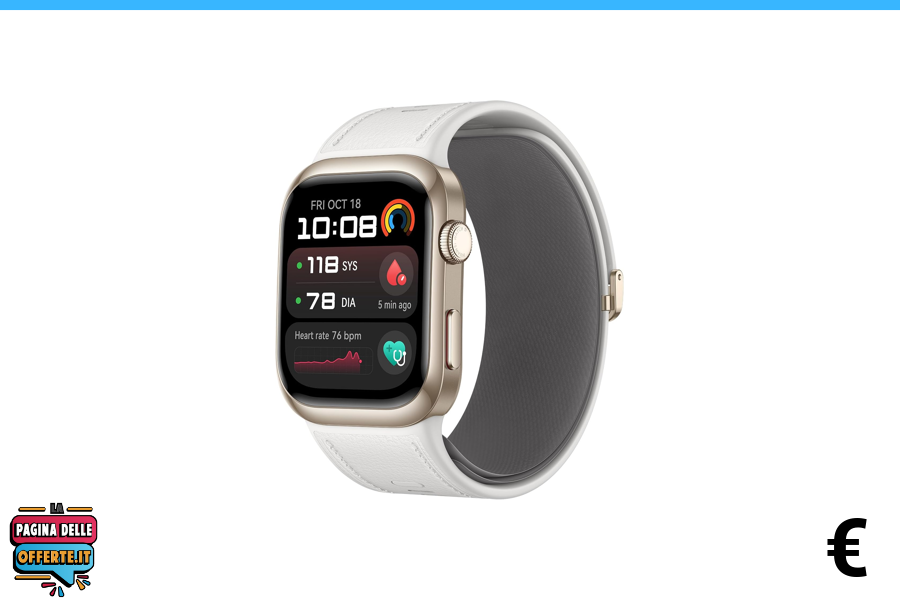 FRI OCT 18
10:08
118 SYS
78 DIA
5 min ago
Heart rate 76 bpm
LA
PAGINA DELLE
OFFERTE.IT
€